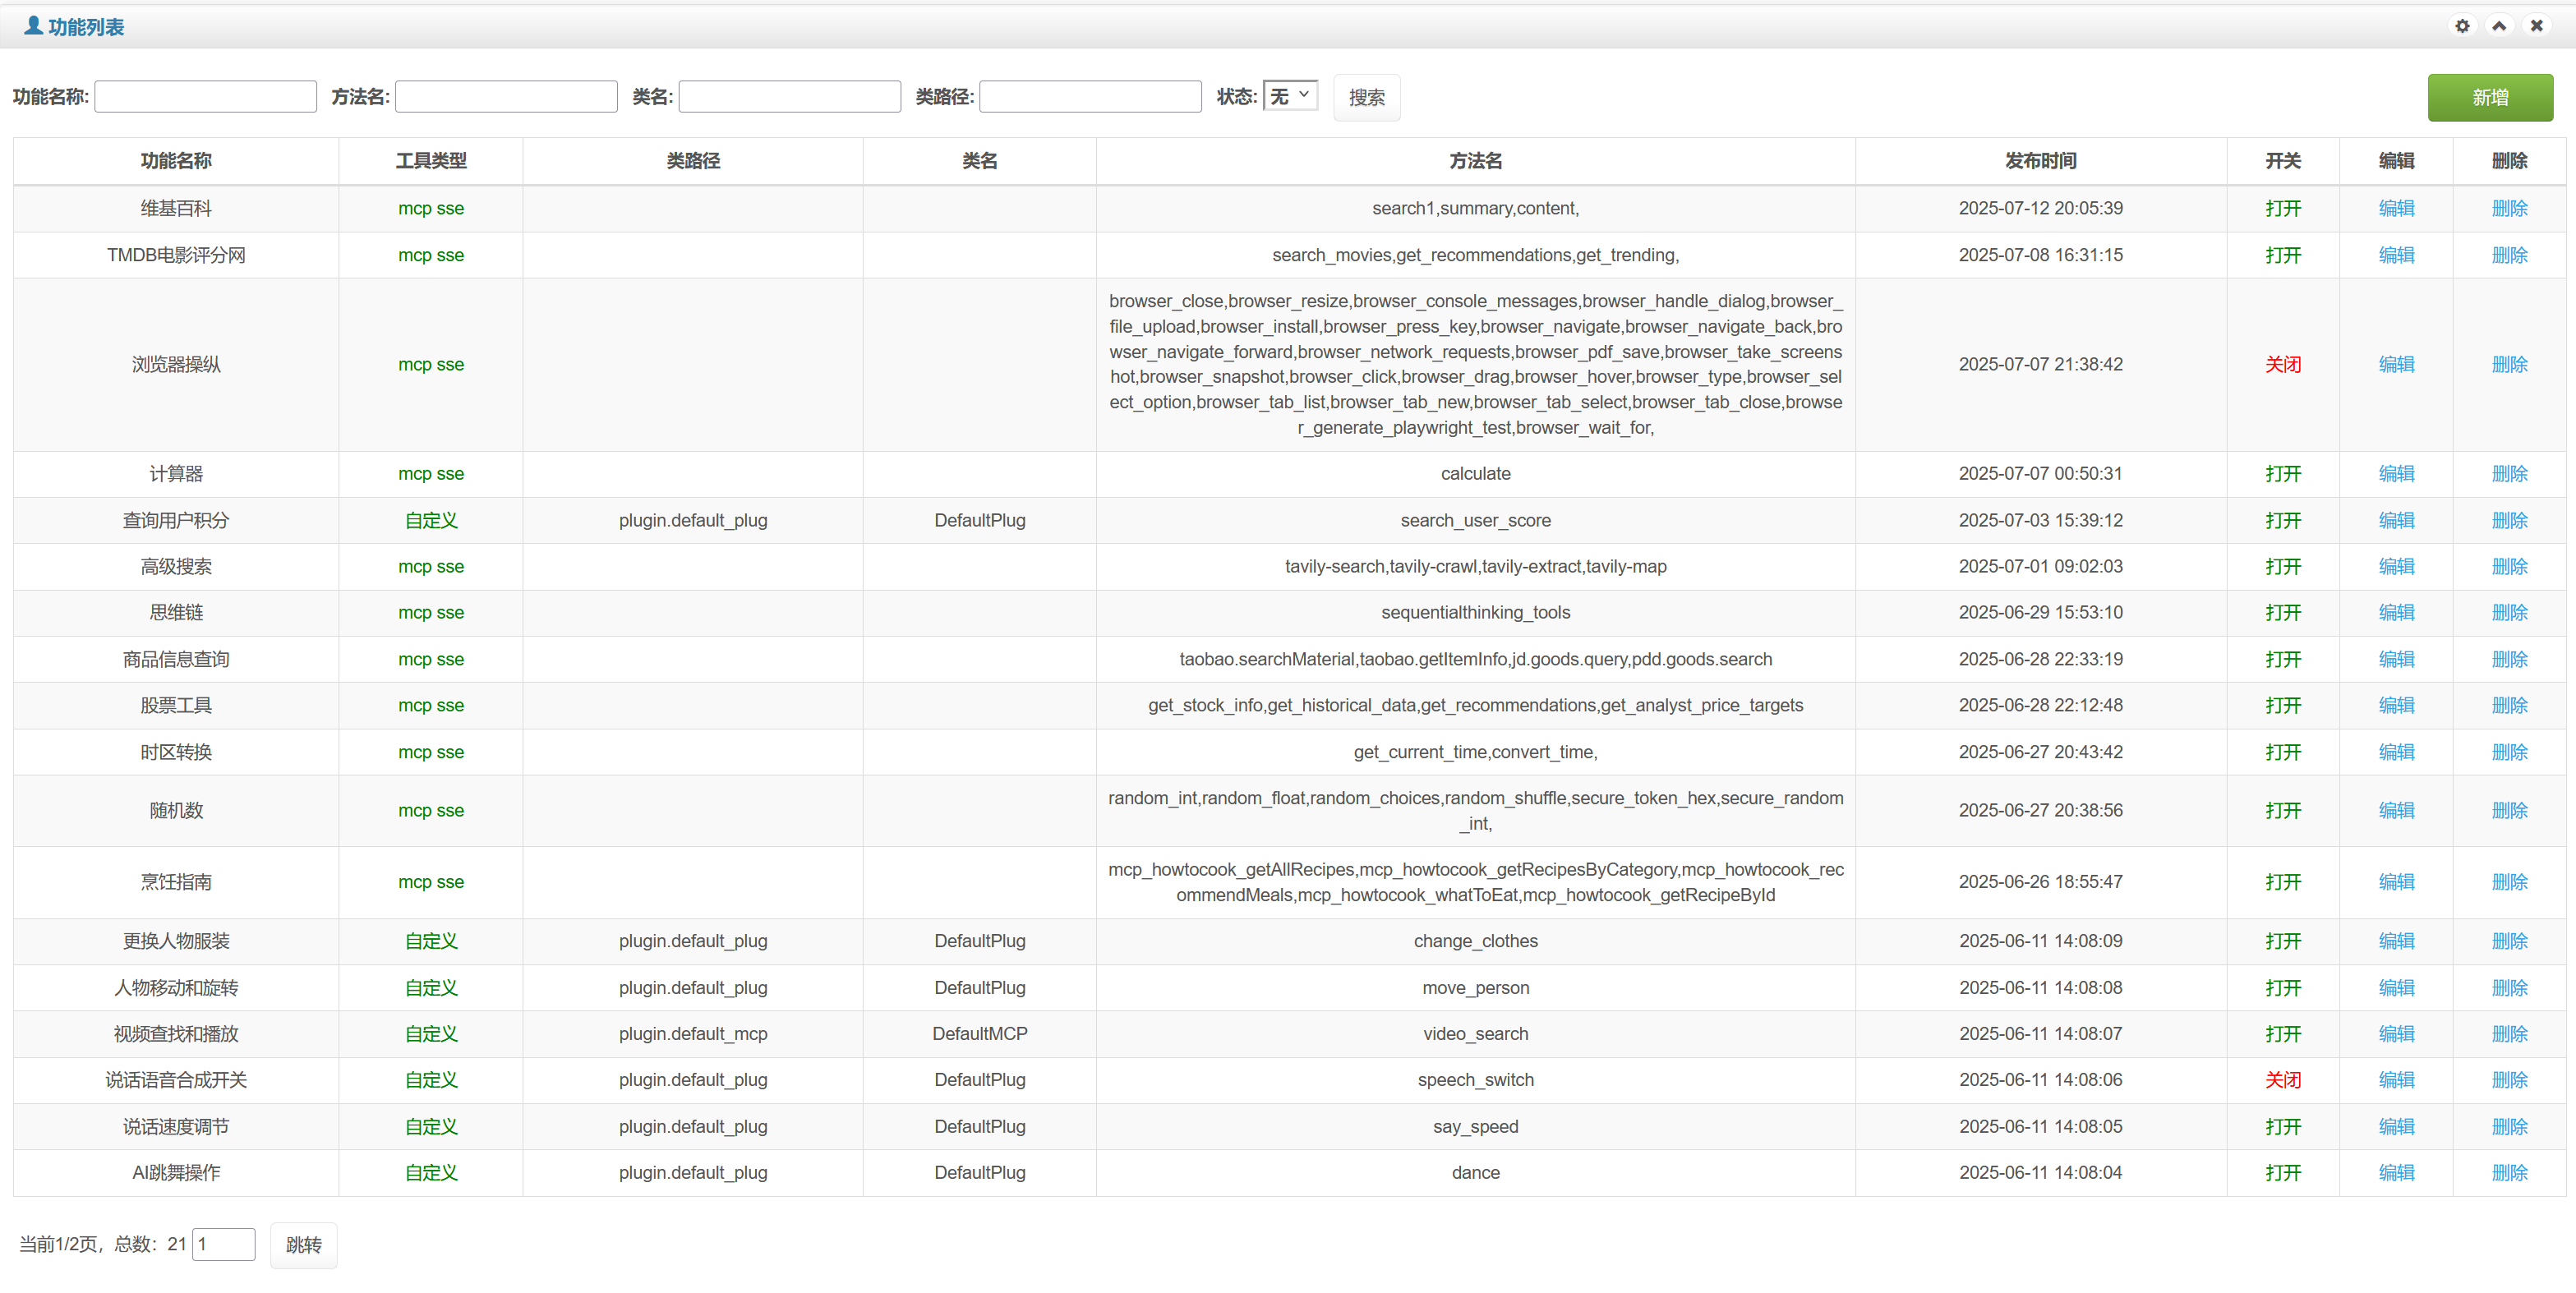 功能列表
功能名称: 方法名: 类名: 类路径: 状态: 无 搜索 新增
功能名称 工具类型 类路径 类名 方法名 发布时间 开关 编辑 删除
维基百科 mcp sse search1,summary,content, 2025-07-12 20:05:39 打开 编辑 删除
TMDB电影评分网 mcp sse search_movies,get_recommendations,get_trending, 2025-07-08 16:31:15 打开 编辑 删除
浏览器操纵 mcp sse browser_close,browser_resize,browser_console_messages,browser_handle_dialog,browser_
file_upload,browser_install,browser_press_key,browser_navigate,browser_navigate_back,bro
wser_navigate_forward,browser_network_requests,browser_pdf_save,browser_take_screens
hot,browser_snapshot,browser_click,browser_drag,browser_hover,browser_type,browser_sel
ect_option,browser_tab_list,browser_tab_new,browser_tab_select,browser_tab_close,browse
r_generate_playwright_test,browser_wait_for, 2025-07-07 21:38:42 关闭 编辑 删除
计算器 mcp sse calculate 2025-07-07 00:50:31 打开 编辑 删除
查询用户积分 自定义 plugin.default_plug DefaultPlug search_user_score 2025-07-03 15:39:12 打开 编辑 删除
高级搜索 mcp sse tavily-search,tavily-crawl,tavily-extract,tavily-map 2025-07-01 09:02:03 打开 编辑 删除
思维链 mcp sse sequentialthinking_tools 2025-06-29 15:53:10 打开 编辑 删除
商品信息查询 mcp sse taobao.searchMaterial,taobao.getItemInfo,jd.goods.query,pdd.goods.search 2025-06-28 22:33:19 打开 编辑 删除
股票工具 mcp sse get_stock_info,get_historical_data,get_recommendations,get_analyst_price_targets 2025-06-28 22:12:48 打开 编辑 删除
时区转换 mcp sse get_current_time,convert_time, 2025-06-27 20:43:42 打开 编辑 删除
随机数 mcp sse random_int,random_float,random_choices,random_shuffle,secure_token_hex,secure_random
_int, 2025-06-27 20:38:56 打开 编辑 删除
烹饪指南 mcp sse mcp_howtocook_getAllRecipes,mcp_howtocook_getRecipesByCategory,mcp_howtocook_rec
ommendMeals,mcp_howtocook_whatToEat,mcp_howtocook_getRecipeById 2025-06-26 18:55:47 打开 编辑 删除
更换人物服装 自定义 plugin.default_plug DefaultPlug change_clothes 2025-06-11 14:08:09 打开 编辑 删除
人物移动和旋转 自定义 plugin.default_plug DefaultPlug move_person 2025-06-11 14:08:08 打开 编辑 删除
视频查找和播放 自定义 plugin.default_mcp DefaultMCP video_search 2025-06-11 14:08:07 打开 编辑 删除
说话语音合成开关 自定义 plugin.default_plug DefaultPlug speech_switch 2025-06-11 14:08:06 关闭 编辑 删除
说话速度调节 自定义 plugin.default_plug DefaultPlug say_speed 2025-06-11 14:08:05 打开 编辑 删除
AI跳舞操作 自定义 plugin.default_plug DefaultPlug dance 2025-06-11 14:08:04 打开 编辑 删除
当前1/2页，总数：21 1 跳转